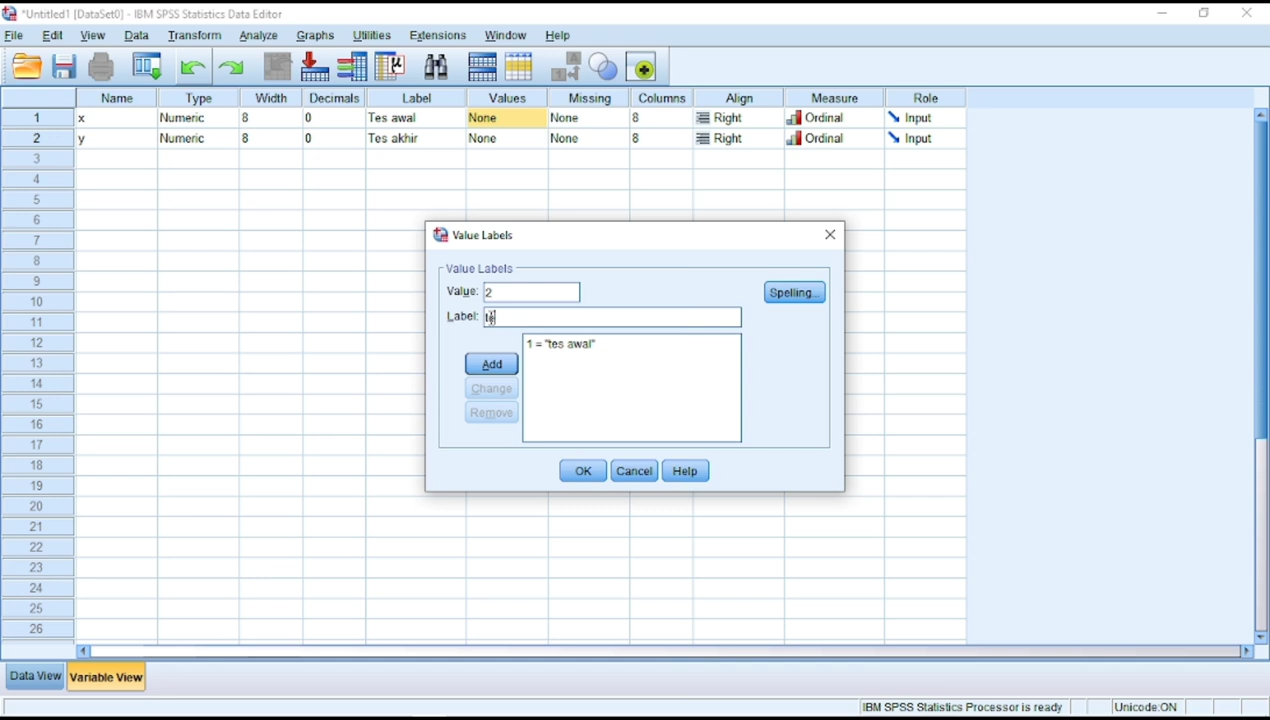 *Untitled1 [DataSet0] - IBM SPSS Statistics Data Editor
File Edit View Data Transform Analyze Graphs Utilities Extensions Window Help
Name Type Width Decimals Label Values Missing Columns Align Measure Role
1 x Numeric 8 0 Tes awal None None 8 Right Ordinal Input
2 y Numeric 8 0 Tes akhir None None 8 Right Ordinal Input
3
4
5
6
7
8
9
10
11
12
13
14
15
16
17
18
19
20
21
22
23
24
25
26
Value Labels
Value Labels
Value: 2
Spelling...
Label:
1 = "tes awal"
Add
Change
Remove
OK Cancel Help
Data View Variable View
IBM SPSS Statistics Processor is ready Unicode:ON